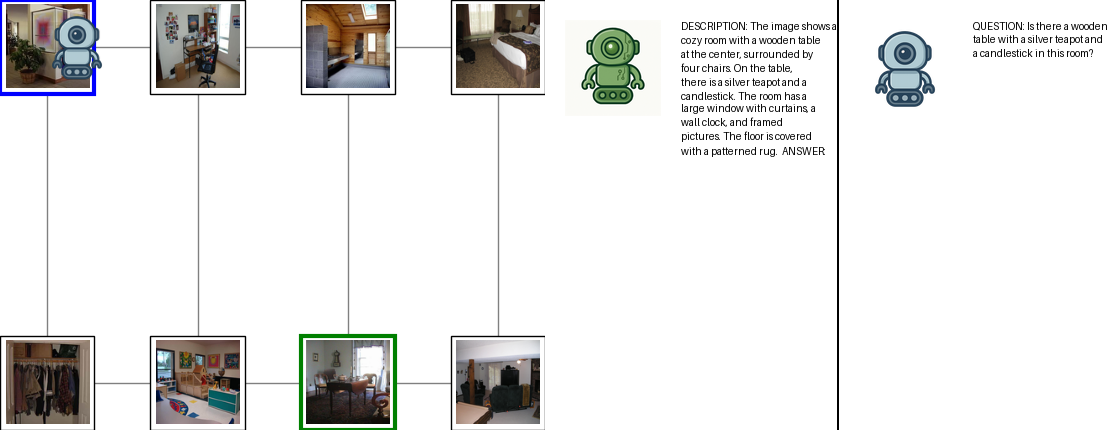 DESCRIPTION: The image shows a
cozy room with a wooden table
at the center, surrounded by
four chairs. On the table,
there is a silver teapot and a
candlestick. The room has a
large window with curtains, a
wall clock, and framed
pictures. The floor is covered
with a patterned rug. ANSWER:
QUESTION: Is there a wooden
table with a silver teapot and
a candlestick in this room?